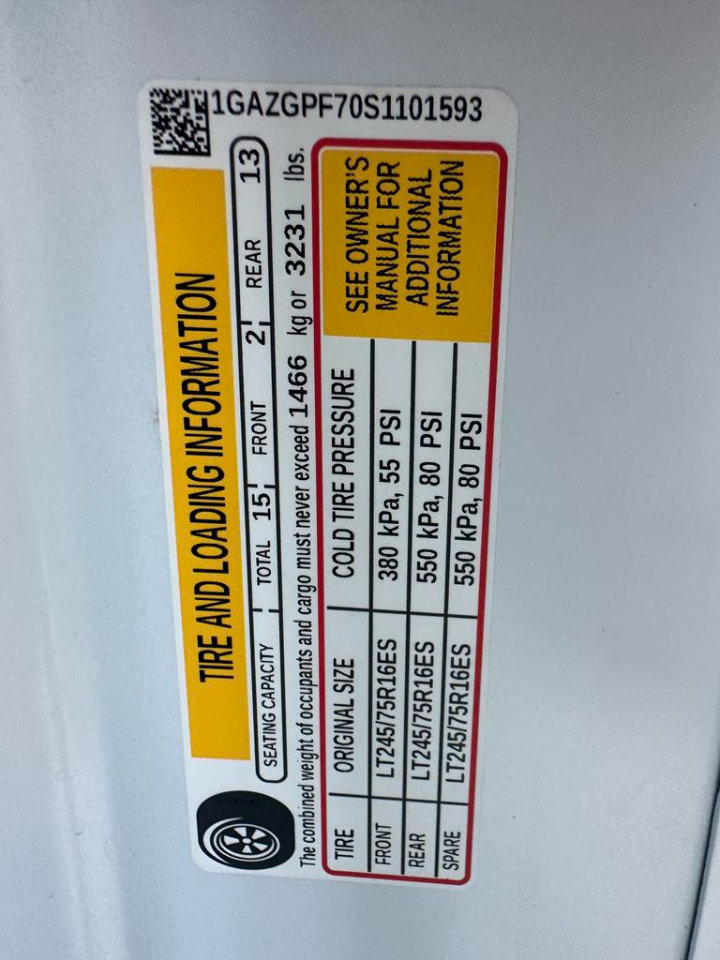 1GAZGPF70S1101593
TIRE AND LOADING INFORMATION
SEATING CAPACITY TOTAL 15 FRONT 2 REAR 13
The combined weight of occupants and cargo must never exceed 1466 kg or 3231 lbs.
TIRE ORIGINAL SIZE COLD TIRE PRESSURE
FRONT LT245/75R16ES 380 kPa, 55 PSI
REAR LT245/75R16ES 550 kPa, 80 PSI
SPARE LT245/75R16ES 550 kPa, 80 PSI
SEE OWNER'S
MANUAL FOR
ADDITIONAL
INFORMATION